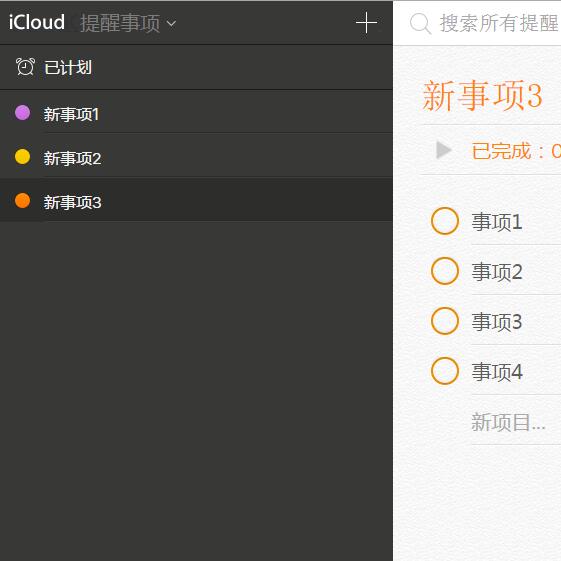 iCloud 提醒事项
已计划
新事项1
新事项2
新事项3
搜索所有提醒
新事项3
已完成：0
事项1
事项2
事项3
事项4
新项目...